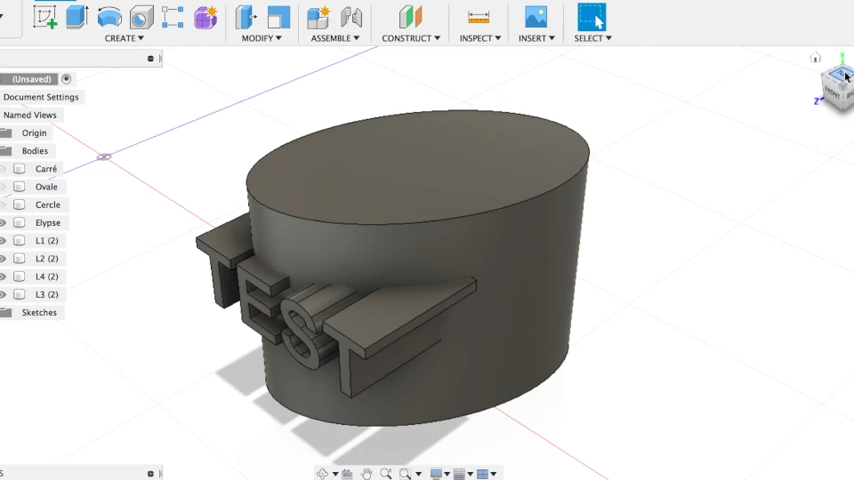 CREATE MODIFY ASSEMBLE CONSTRUCT INSPECT INSERT SELECT
(Unsaved)
Document Settings
Named Views
Origin
Bodies
Carré
Ovale
Cercle
Elypse
L1 (2)
L2 (2)
L4 (2)
L3 (2)
Sketches
TEST
FRONT
Z
Y
S